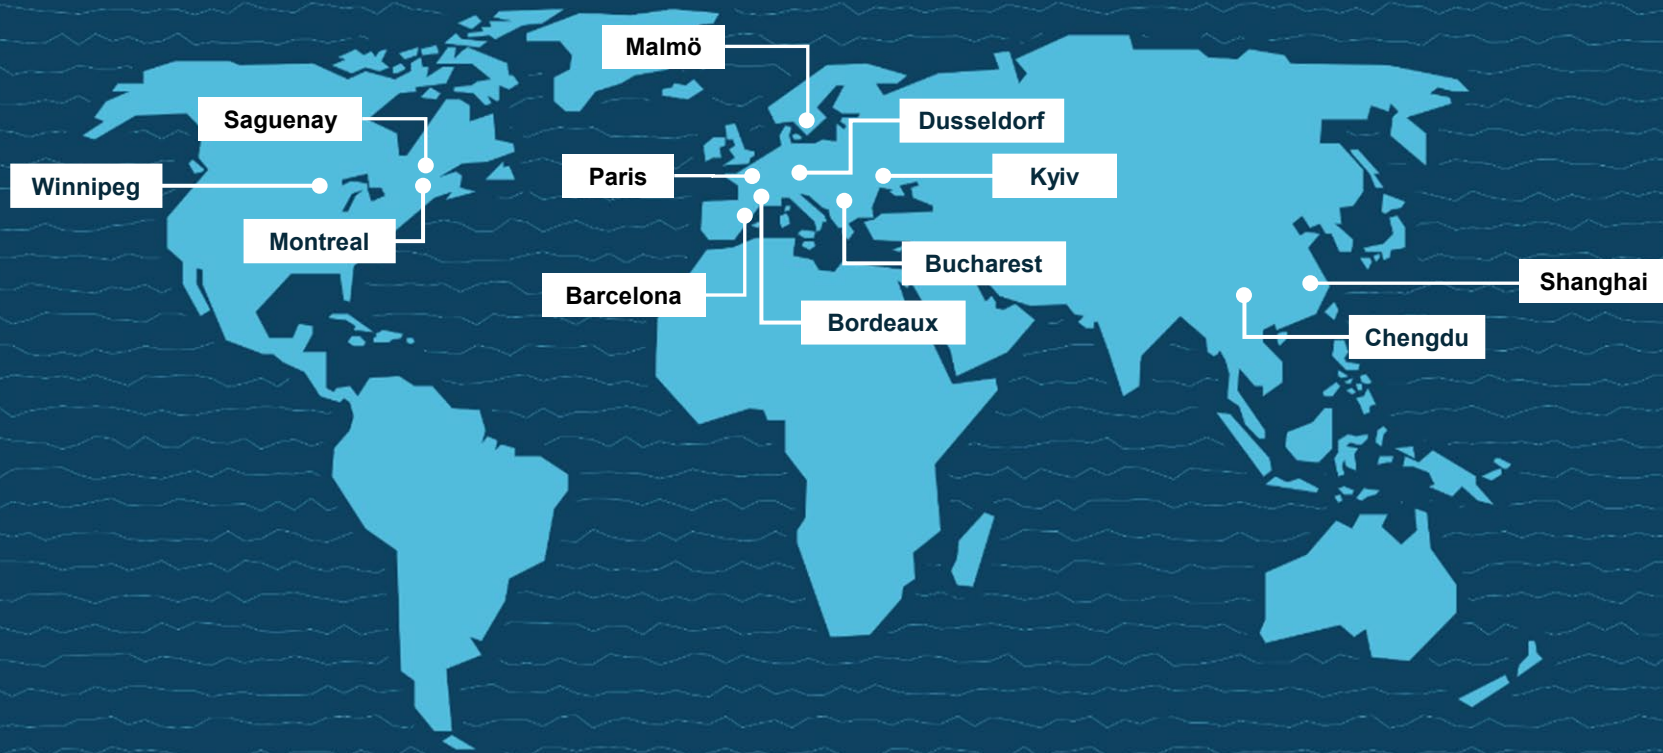 Malmö
Saguenay
Dusseldorf
Winnipeg
Paris
Kyiv
Montreal
Bucharest
Barcelona
Shanghai
Bordeaux
Chengdu